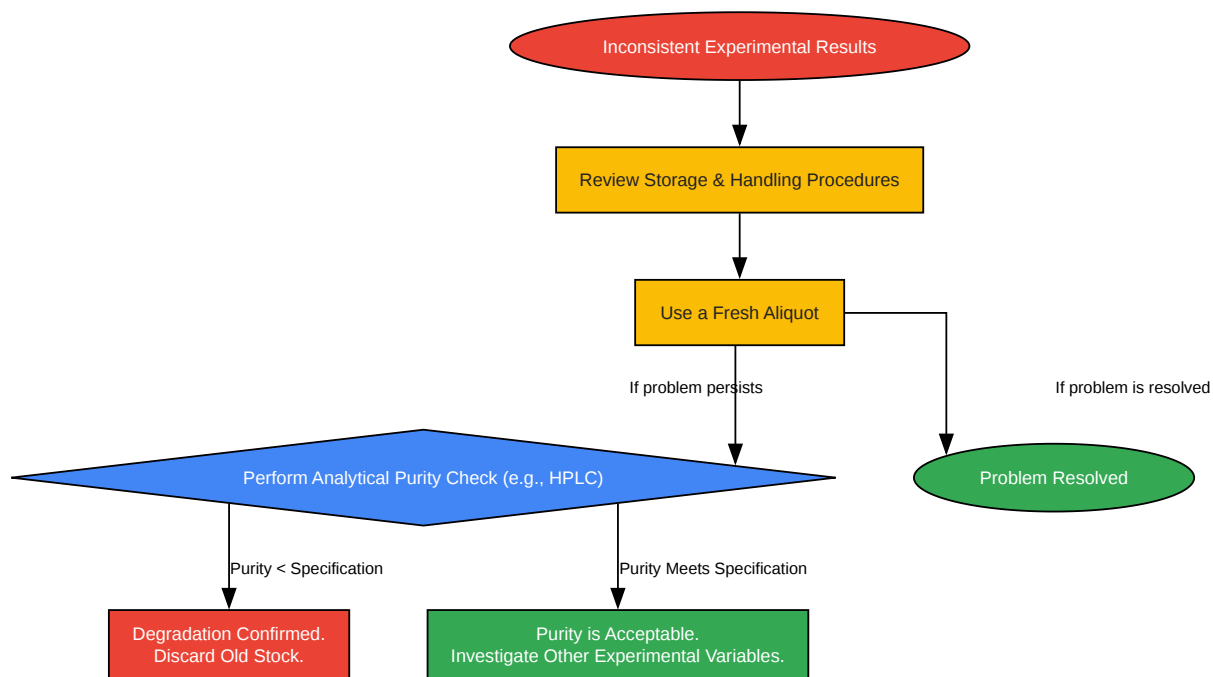 Inconsistent Experimental Results
Review Storage & Handling Procedures
Use a Fresh Aliquot
If problem persists
If problem is resolved
Perform Analytical Purity Check (e.g., HPLC)
Problem Resolved
Purity < Specification
Purity Meets Specification
Degradation Confirmed.
Discard Old Stock.
Purity is Acceptable.
Investigate Other Experimental Variables.